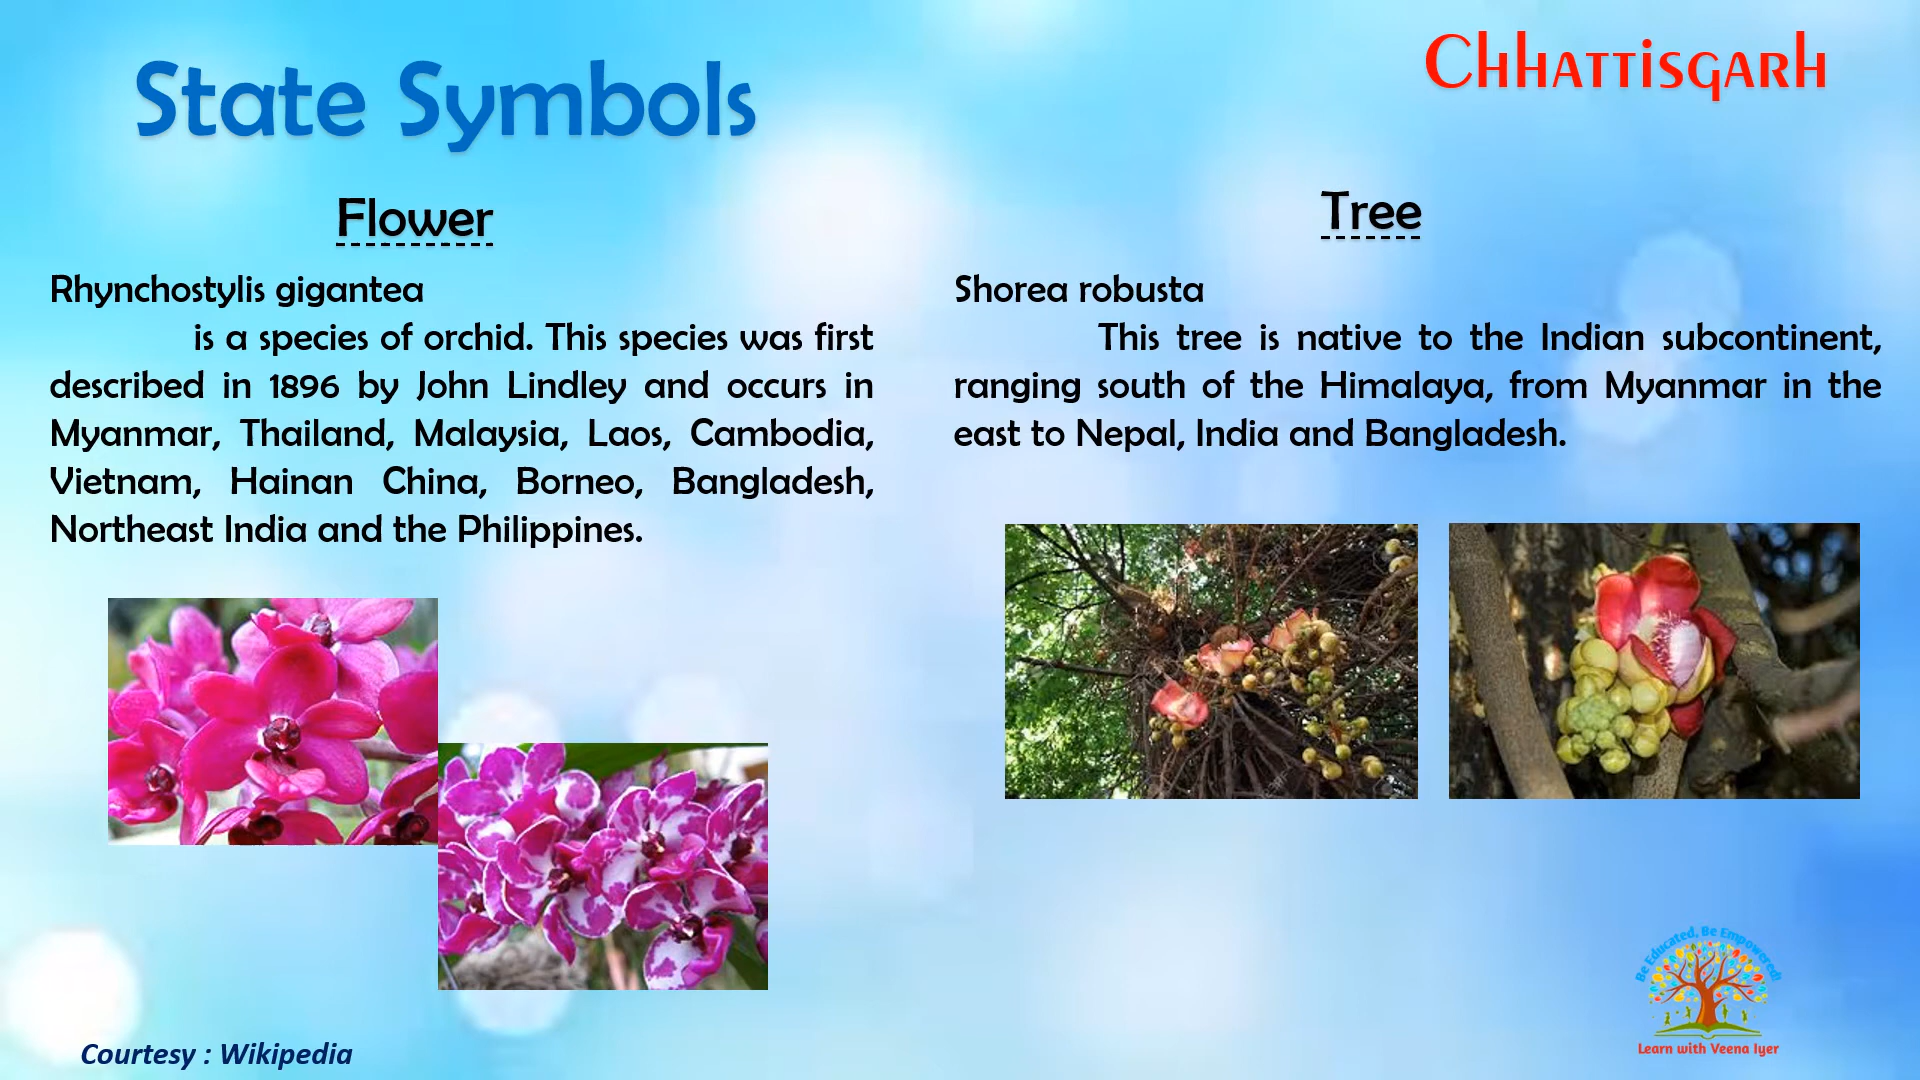 State Symbols
Chhattisgarh
Flower
Rhynchostylis gigantea
is a species of orchid. This species was first
described in 1896 by John Lindley and occurs in
Myanmar, Thailand, Malaysia, Laos, Cambodia,
Vietnam, Hainan China, Borneo, Bangladesh,
Northeast India and the Philippines.
Tree
Shorea robusta
This tree is native to the Indian subcontinent,
ranging south of the Himalaya, from Myanmar in the
east to Nepal, India and Bangladesh.
Be Educated, Be Empowered!
Learn with Veena Iyer
Courtesy : Wikipedia